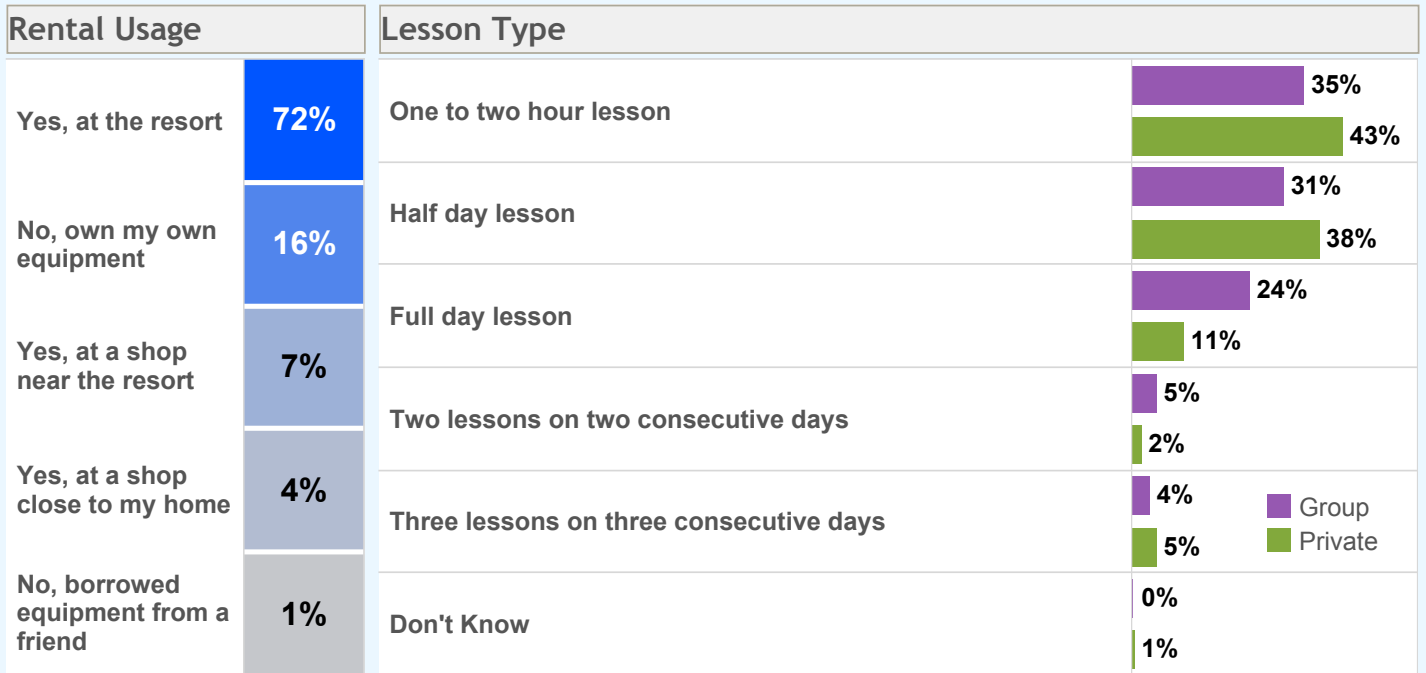 Rental Usage
Yes, at the resort
72%
No, own my own
equipment
16%
Yes, at a shop
near the resort
7%
Yes, at a shop
close to my home
4%
No, borrowed
equipment from a
friend
1%
Lesson Type
One to two hour lesson
35%
43%
Half day lesson
31%
38%
Full day lesson
24%
11%
Two lessons on two consecutive days
5%
2%
Three lessons on three consecutive days
4%
5%
Group
Private
Don't Know
0%
1%